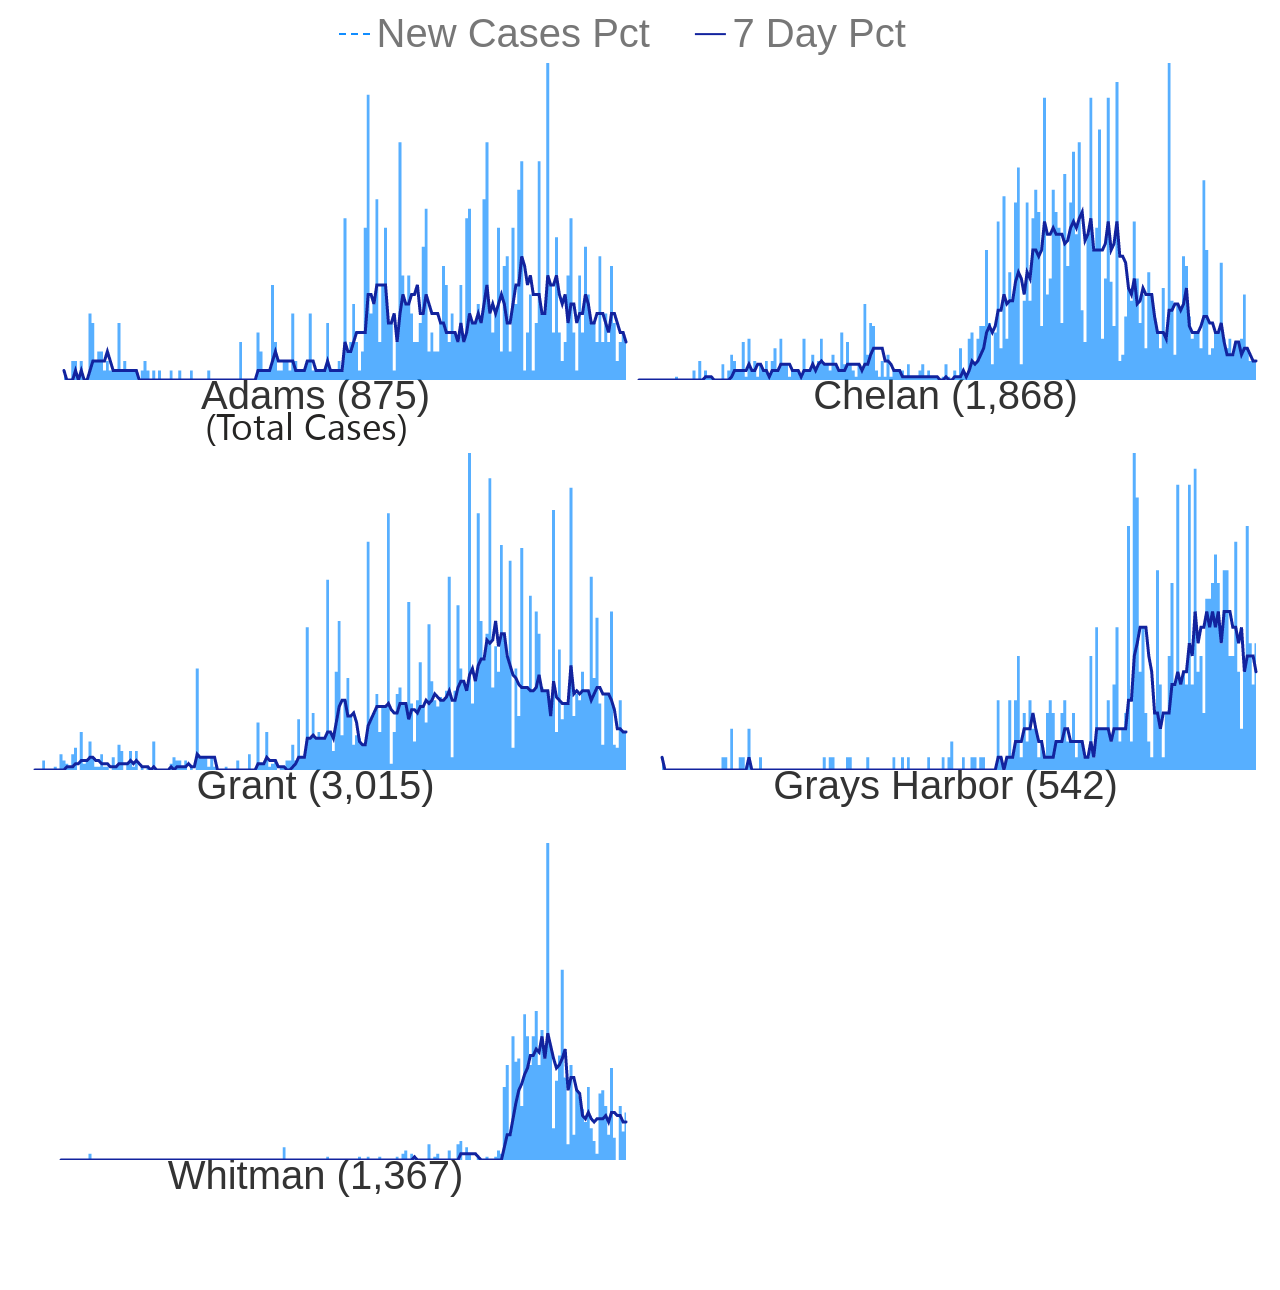 New Cases Pct 7 Day Pct
Adams (875)
(Total Cases)
Chelan (1,868)
Grant (3,015)
Grays Harbor (542)
Whitman (1,367)